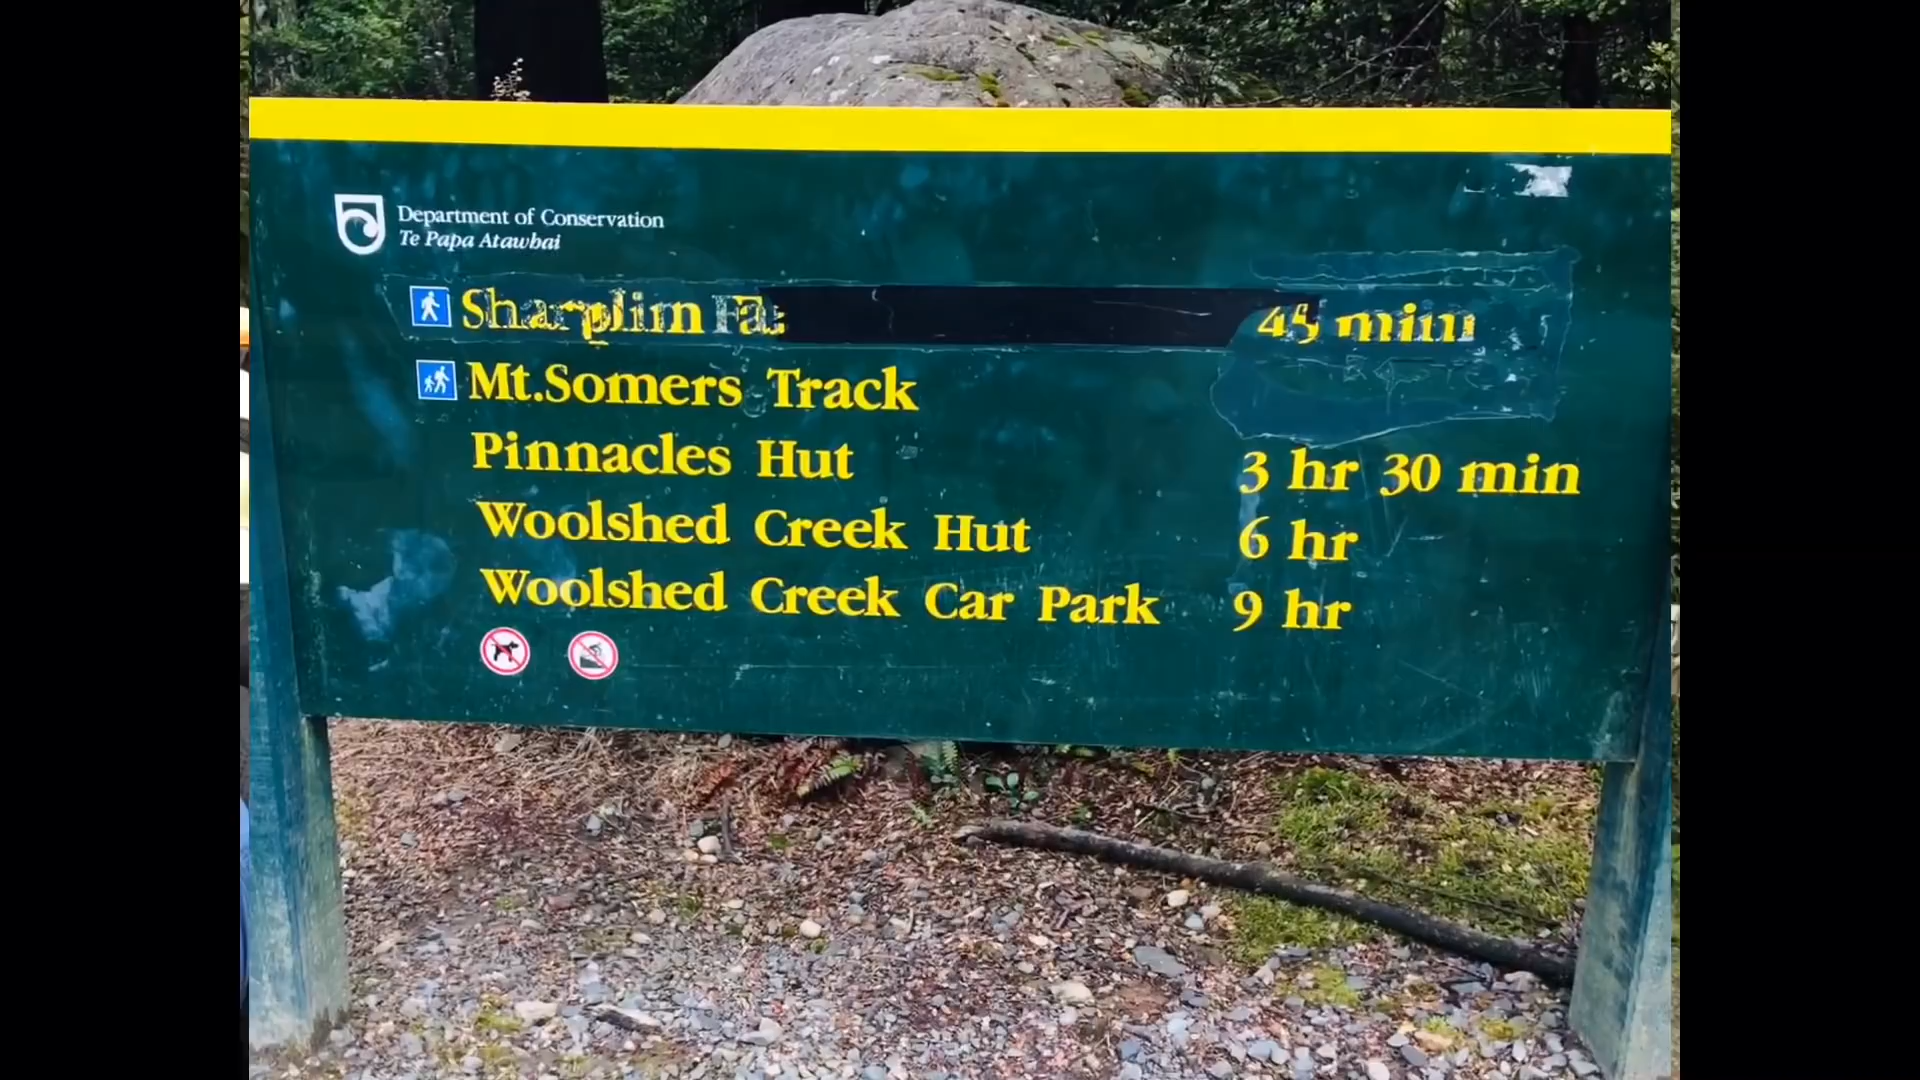 Department of Conservation
Te Papa Atawhai
45 min
Mt.Somers Track
Pinnacles Hut 3 hr 30 min
Woolshed Creek Hut 6 hr
Woolshed Creek Car Park 9 hr